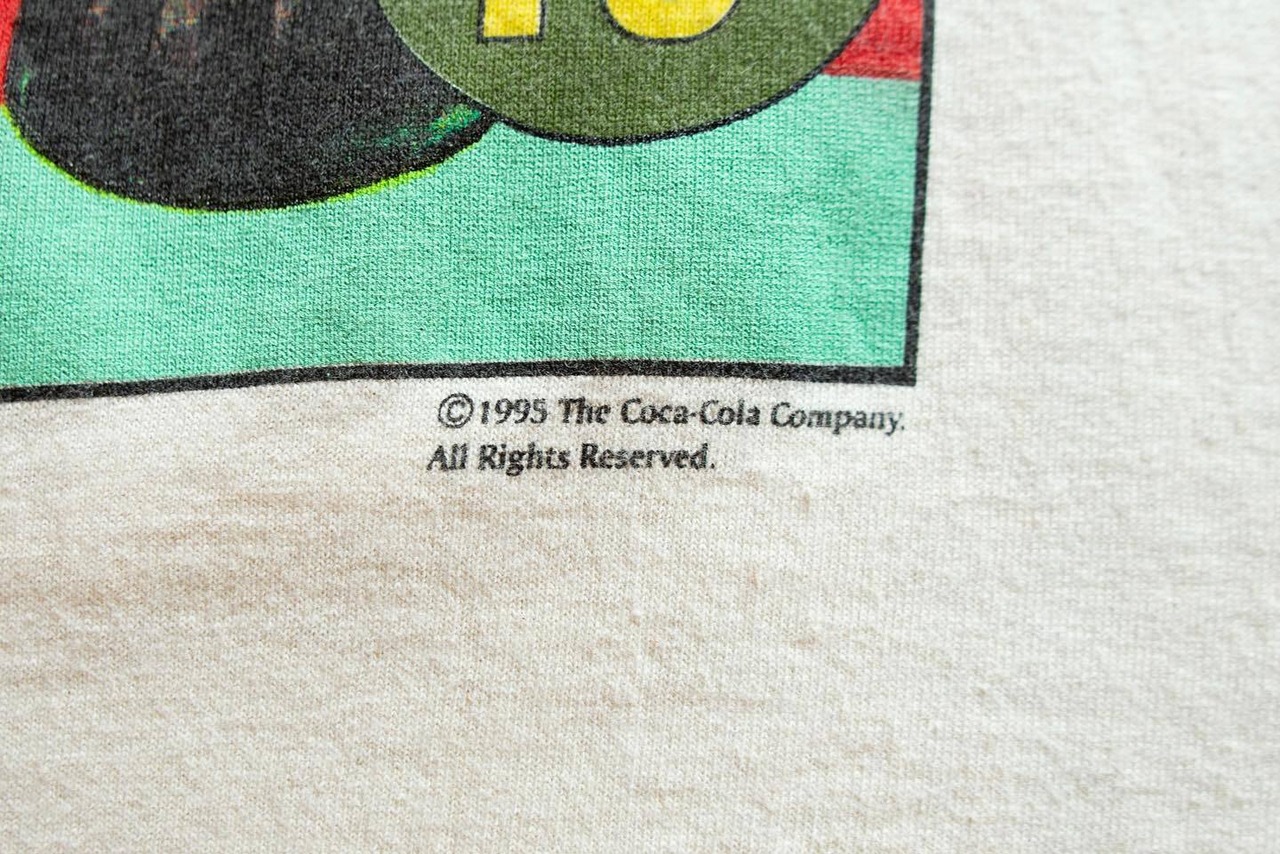 ©1995 The Coca-Cola Company.
All Rights Reserved.